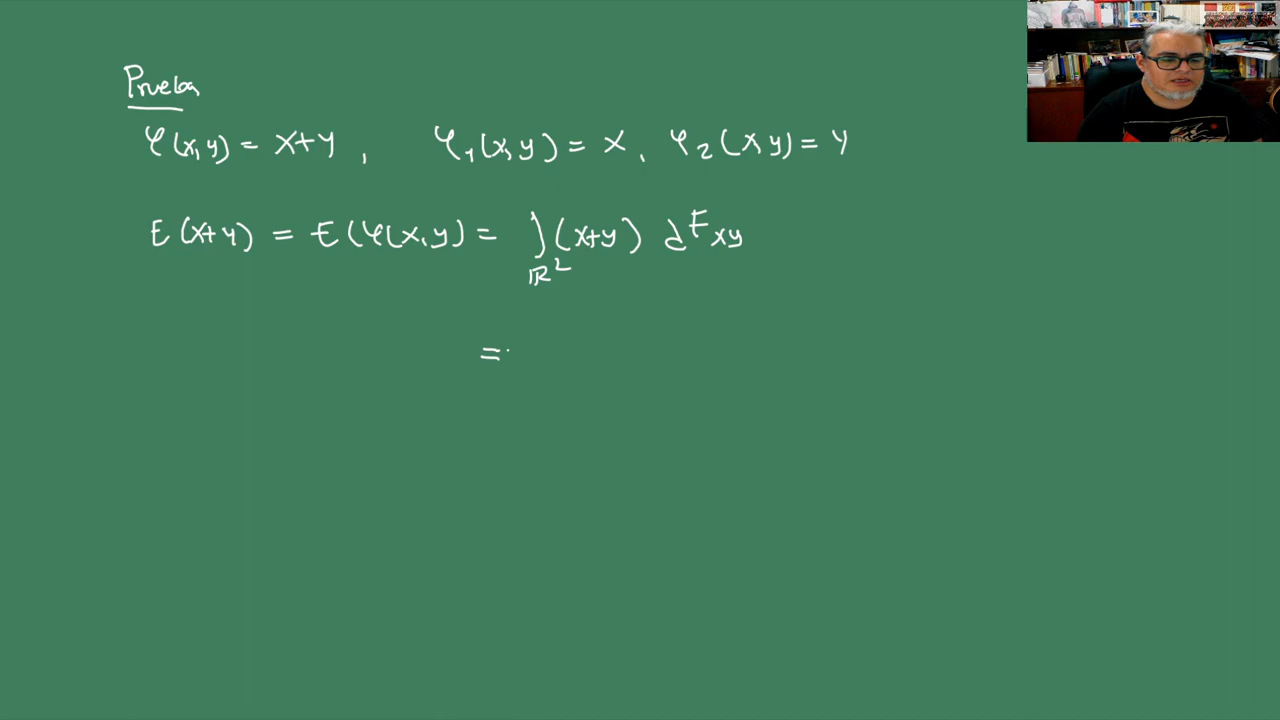 Prueba
φ(x,y) = x+y , φ₁(x,y) = x , φ₂(x,y) = y
E(x+y) = E(φ(x,y) = ∫_{ℝ²} (x+y) dF_{xy}
=